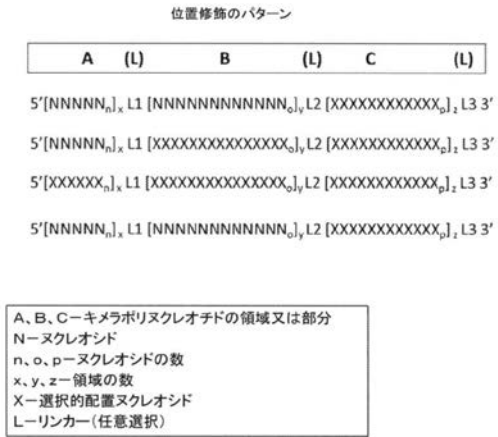 位置修飾のパターン
A (L) B (L) C (L)
5′[NNNNNn]x L1 [NNNNNNNNNNNNo]y L2 [XXXXXXXXXXXXp]z L3 3′
5′[NNNNNn]x L1 [XXXXXXXXXXXXXXXo]y L2 [XXXXXXXXXXXXp]z L3 3′
5′[XXXXXXn]x L1 [XXXXXXXXXXXXXXXo]y L2 [XXXXXXXXXXXXp]z L3 3′
5′[NNNNNn]x L1 [NNNNNNNNNNNNo]y L2 [XXXXXXXXXXXXp]z L3 3′
A、B、C－キメラポリヌクレオチドの領域又は部分
N－ヌクレオシド
n、o、p－ヌクレオシドの数
x、y、z－領域の数
X－選択的配置ヌクレオシド
L－リンカー(任意選択)